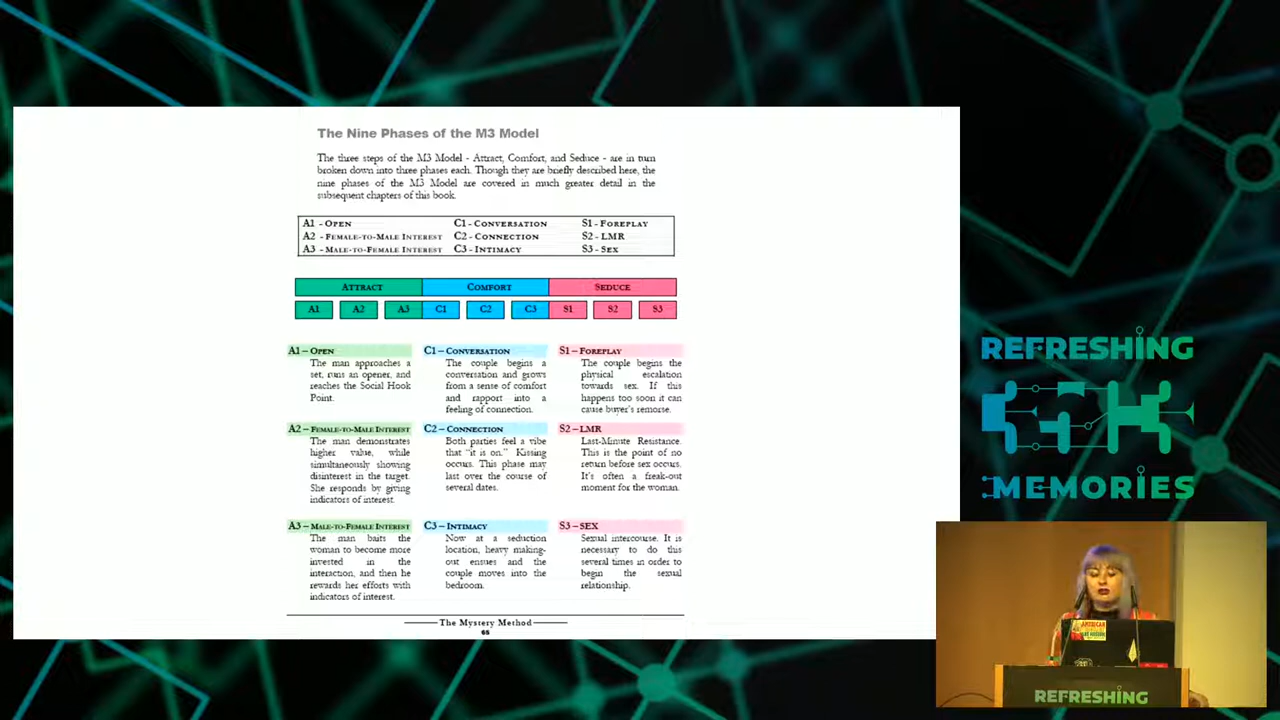 The Nine Phases of the M3 Model
The three steps of the M3 Model - Attract, Comfort, and Seduce - are in turn
broken down into three phases each. Though they are briefly described here, the
nine phases of the M3 Model are covered in much greater detail in the
subsequent chapters of this book.
A1 - OPEN C1 - CONVERSATION S1 - FOREPLAY
A2 - FEMALE-TO-MALE INTEREST C2 - CONNECTION S2 - LMR
A3 - MALE-TO-FEMALE INTEREST C3 - INTIMACY S3 - SEX
ATTRACT COMFORT SEDUCE
A1 A2 A3 C1 C2 C3 S1 S2 S3
A1 – OPEN
The man approaches a
set, runs an opener, and
reaches the Social Hook
Point.
C1 – CONVERSATION
The couple begins a
conversation and grows
from a sense of comfort
and rapport into a
feeling of connection.
S1 – FOREPLAY
The couple begins the
physical escalation
towards sex. If this
happens too soon it can
cause buyer's remorse.
A2 – FEMALE-TO-MALE INTEREST
The man demonstrates
higher value, while
simultaneously showing
disinterest in the target.
She responds by giving
indicators of interest.
C2 – CONNECTION
Both parties feel a vibe
that "it is on." Kissing
occurs. This phase may
last over the course of
several dates.
S2 – LMR
Last-Minute Resistance.
This is the point of no
return before sex occurs.
It's often a freak-out
moment for the woman.
A3 – MALE-TO-FEMALE INTEREST
The man baits the
woman to become more
invested in the
interaction, and then he
rewards her efforts with
indicators of interest.
C3 – INTIMACY
Now at a seduction
location, heavy making-
out ensues and the
couple moves into the
bedroom.
S3 – SEX
Sexual intercourse. It is
necessary to do this
several times in order to
begin the sexual
relationship.
The Mystery Method
65
REFRESHING
MEMORIES
AMERICAN
REFRESHING